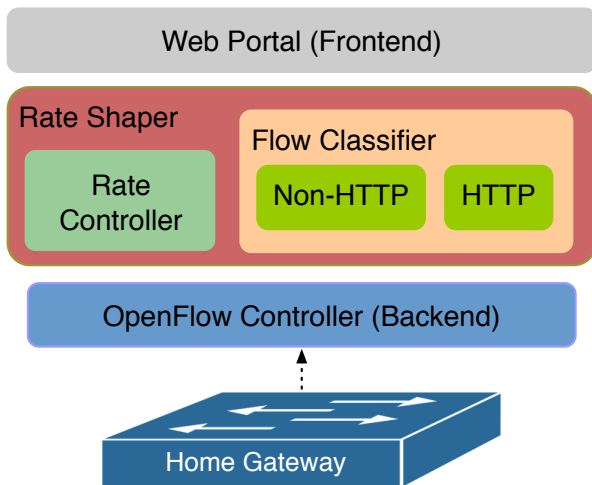 Web Portal (Frontend)
Rate Shaper
Flow Classifier
Rate
Controller
Non-HTTP
HTTP
OpenFlow Controller (Backend)
Home Gateway